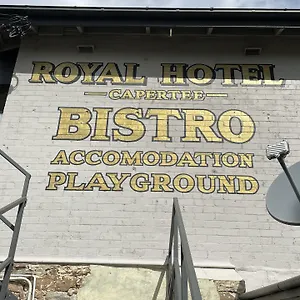 ROYAL HOTEL
CAPERTEE
BISTRO
ACCOMODATION
PLAYGROUND